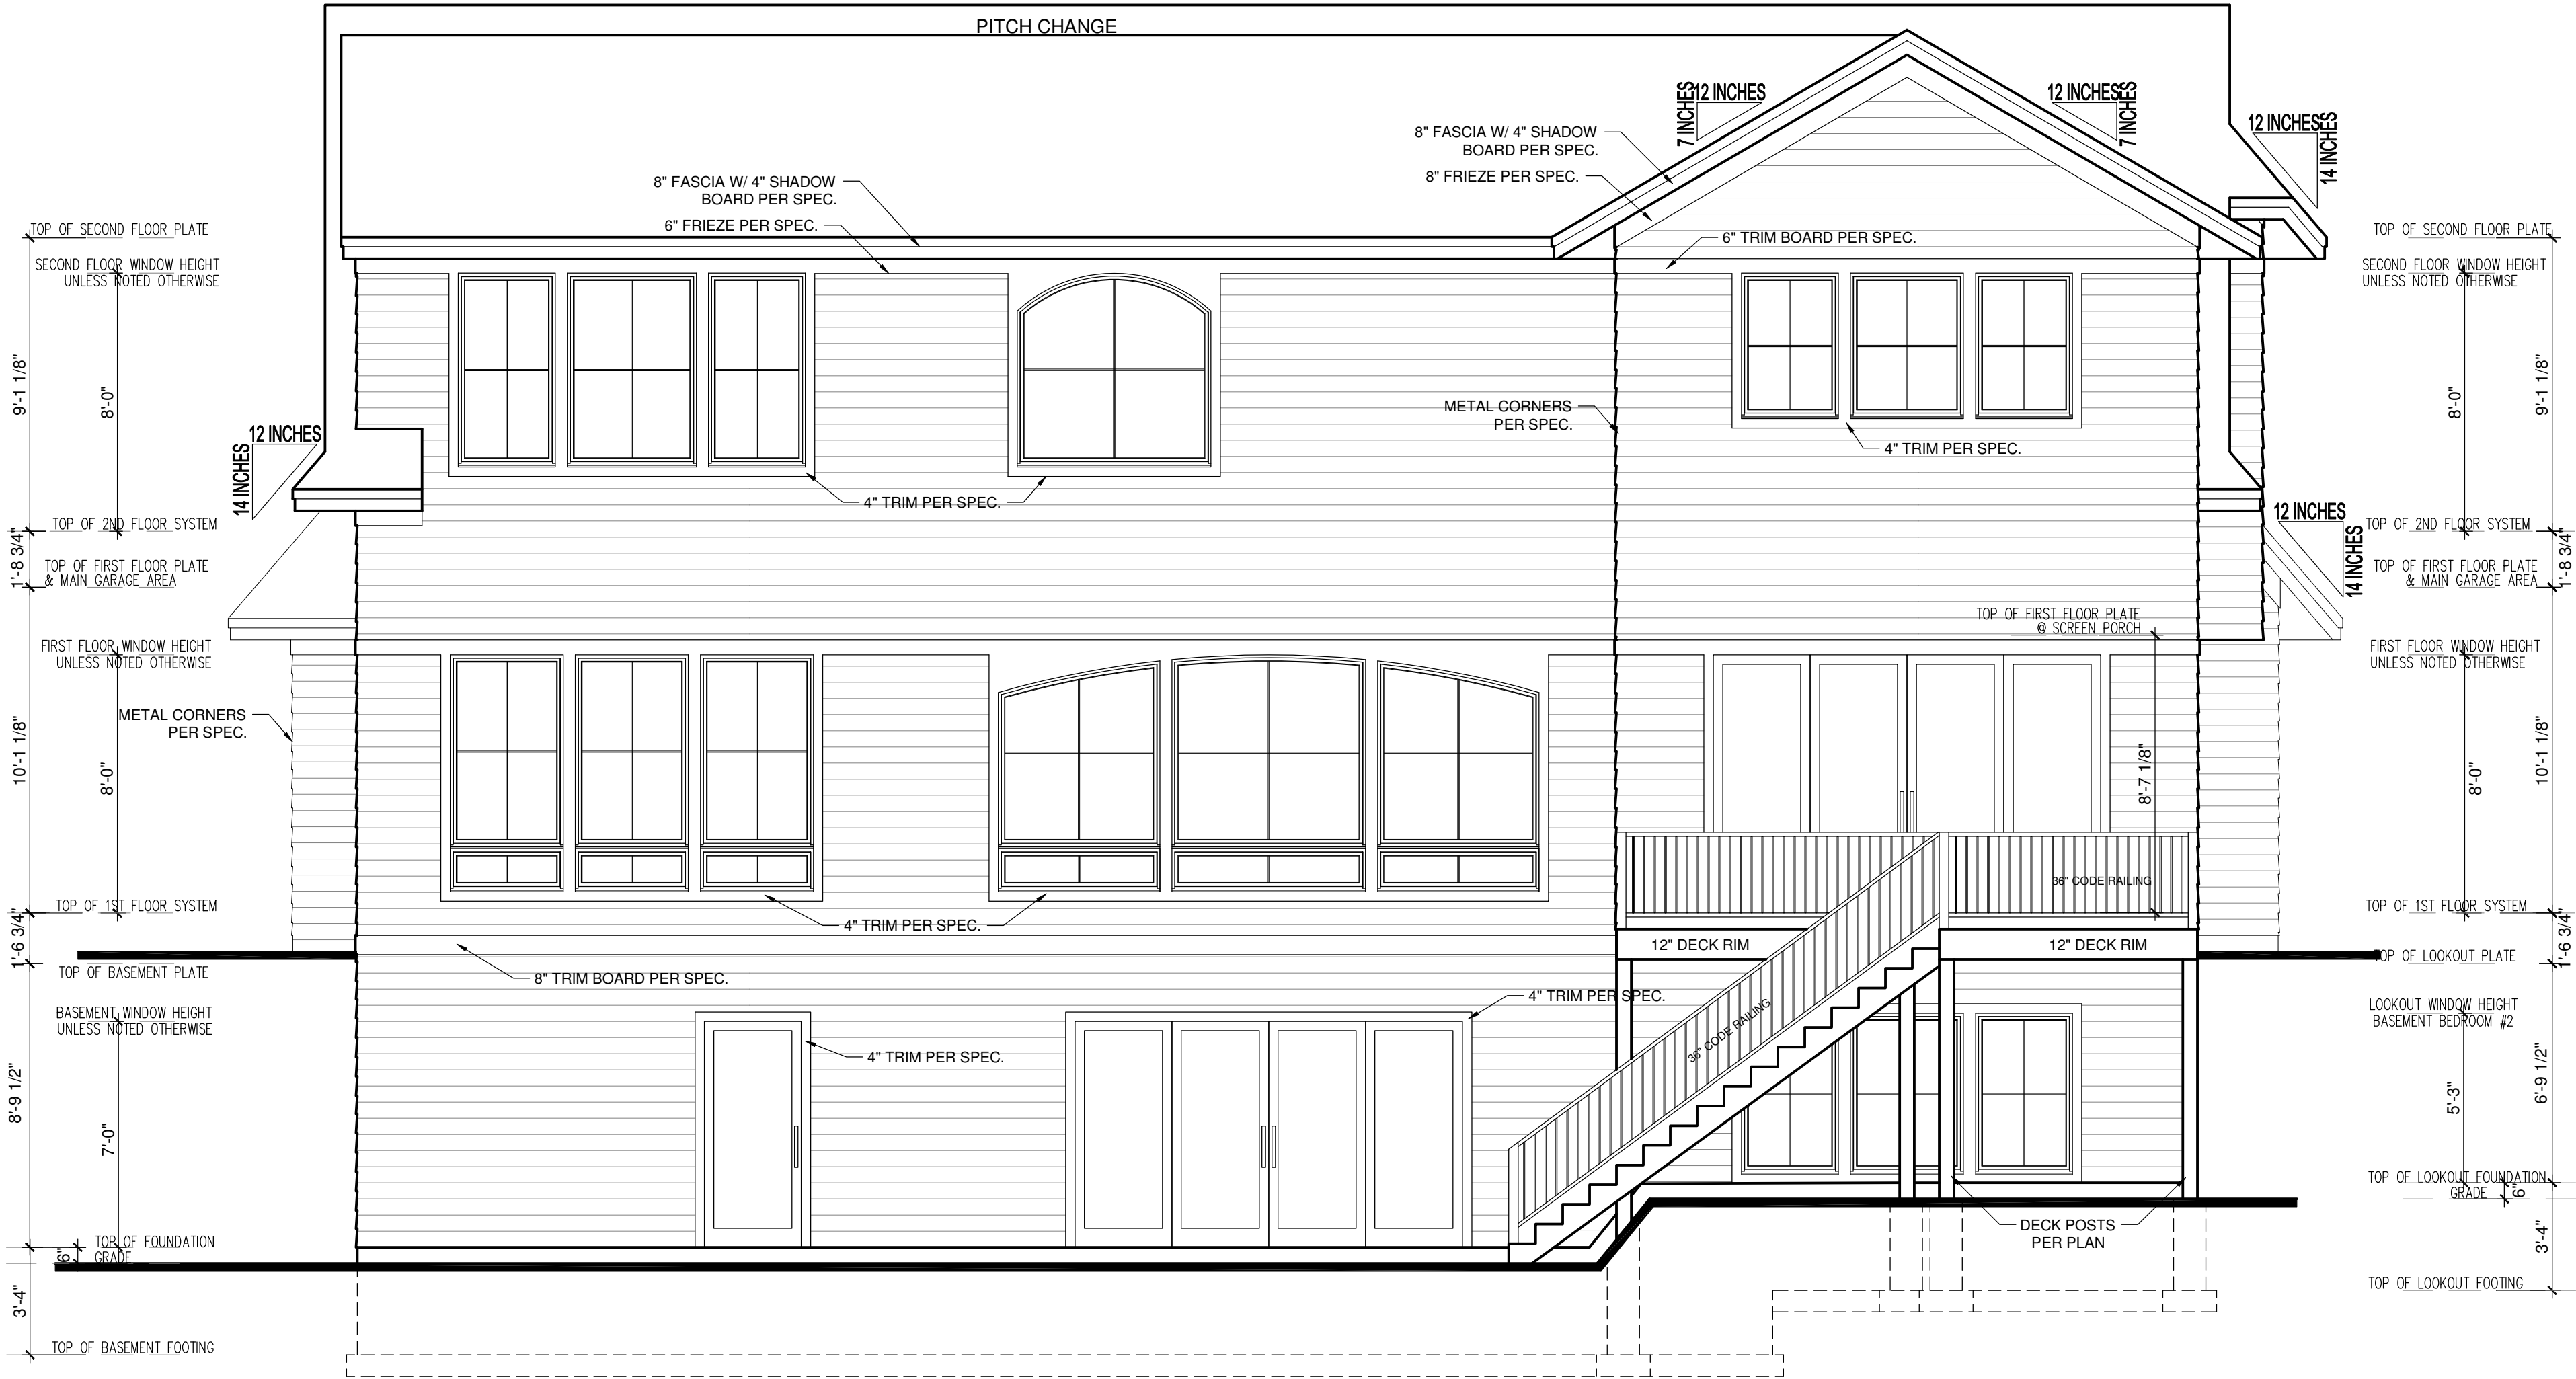 PITCH CHANGE
12 INCHES
7 INCHES
12 INCHES
7 INCHES
12 INCHES
14 INCHES
8" FASCIA W/ 4" SHADOW
BOARD PER SPEC.
8" FRIEZE PER SPEC.
8" FASCIA W/ 4" SHADOW
BOARD PER SPEC.
6" FRIEZE PER SPEC.
6" TRIM BOARD PER SPEC.
TOP OF SECOND FLOOR PLATE
SECOND FLOOR WINDOW HEIGHT
UNLESS NOTED OTHERWISE
9'-1 1/8"
8'-0"
12 INCHES
14 INCHES
TOP OF 2ND FLOOR SYSTEM
1'-8 3/4"
TOP OF FIRST FLOOR PLATE
& MAIN GARAGE AREA
FIRST FLOOR WINDOW HEIGHT
UNLESS NOTED OTHERWISE
METAL CORNERS
PER SPEC.
10'-1 1/8"
8'-0"
TOP OF 1ST FLOOR SYSTEM
1'-6 3/4"
TOP OF BASEMENT PLATE
BASEMENT WINDOW HEIGHT
UNLESS NOTED OTHERWISE
8'-9 1/2"
7'-0"
TOP OF FOUNDATION
GRADE
6"
3'-4"
TOP OF BASEMENT FOOTING
METAL CORNERS
PER SPEC.
4" TRIM PER SPEC.
4" TRIM PER SPEC.
TOP OF FIRST FLOOR PLATE
@ SCREEN PORCH
8'-7 1/8"
36" CODE RAILING
4" TRIM PER SPEC.
12" DECK RIM
12" DECK RIM
8" TRIM BOARD PER SPEC.
4" TRIM PER SPEC.
36" CODE RAILING
4" TRIM PER SPEC.
DECK POSTS
PER PLAN
TOP OF SECOND FLOOR PLATE
SECOND FLOOR WINDOW HEIGHT
UNLESS NOTED OTHERWISE
8'-0"
9'-1 1/8"
12 INCHES
14 INCHES
TOP OF 2ND FLOOR SYSTEM
1'-8 3/4"
TOP OF FIRST FLOOR PLATE
& MAIN GARAGE AREA
FIRST FLOOR WINDOW HEIGHT
UNLESS NOTED OTHERWISE
8'-0"
10'-1 1/8"
TOP OF 1ST FLOOR SYSTEM
1'-6 3/4"
TOP OF LOOKOUT PLATE
LOOKOUT WINDOW HEIGHT
BASEMENT BEDROOM #2
5'-3"
6'-9 1/2"
TOP OF LOOKOUT FOUNDATION
GRADE
6"
3'-4"
TOP OF LOOKOUT FOOTING